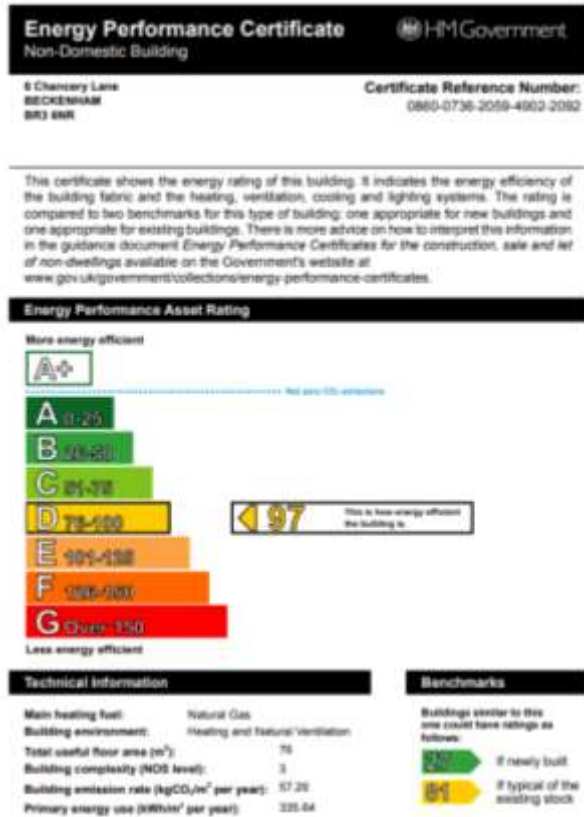 Energy Performance Certificate
HM Government
Non-Domestic Building
6 Chancery Lane
BECKENHAM
BR3 6NR
Certificate Reference Number:
0860-0736-2059-4902-2092
This certificate shows the energy rating of this building. It indicates the energy efficiency of
the building fabric and the heating, ventilation, cooling and lighting systems. The rating is
compared to two benchmarks for this type of building: one appropriate for new buildings and
one appropriate for existing buildings. There is more advice on how to interpret this information
in the guidance document Energy Performance Certificates for the construction, sale and let
of non-dwellings available on the Government's website at
www.gov.uk/government/collections/energy-performance-certificates.
Energy Performance Asset Rating
More energy efficient
A+
Net zero CO₂ emissions
A 0-25
B 26-50
C 51-75
D 76-100
97
This is how energy efficient
the building is.
E 101-125
F 126-150
G Over 150
Less energy efficient
Technical Information
Main heating fuel: Natural Gas
Building environment: Heating and Natural Ventilation
Total useful floor area (m²): 76
Building complexity (NOS level): 3
Building emission rate (kgCO₂/m² per year): 57.26
Primary energy use (kWh/m² per year):
Benchmarks
Buildings similar to this
one could have ratings as
follows:
If newly built
If typical of the
existing stock